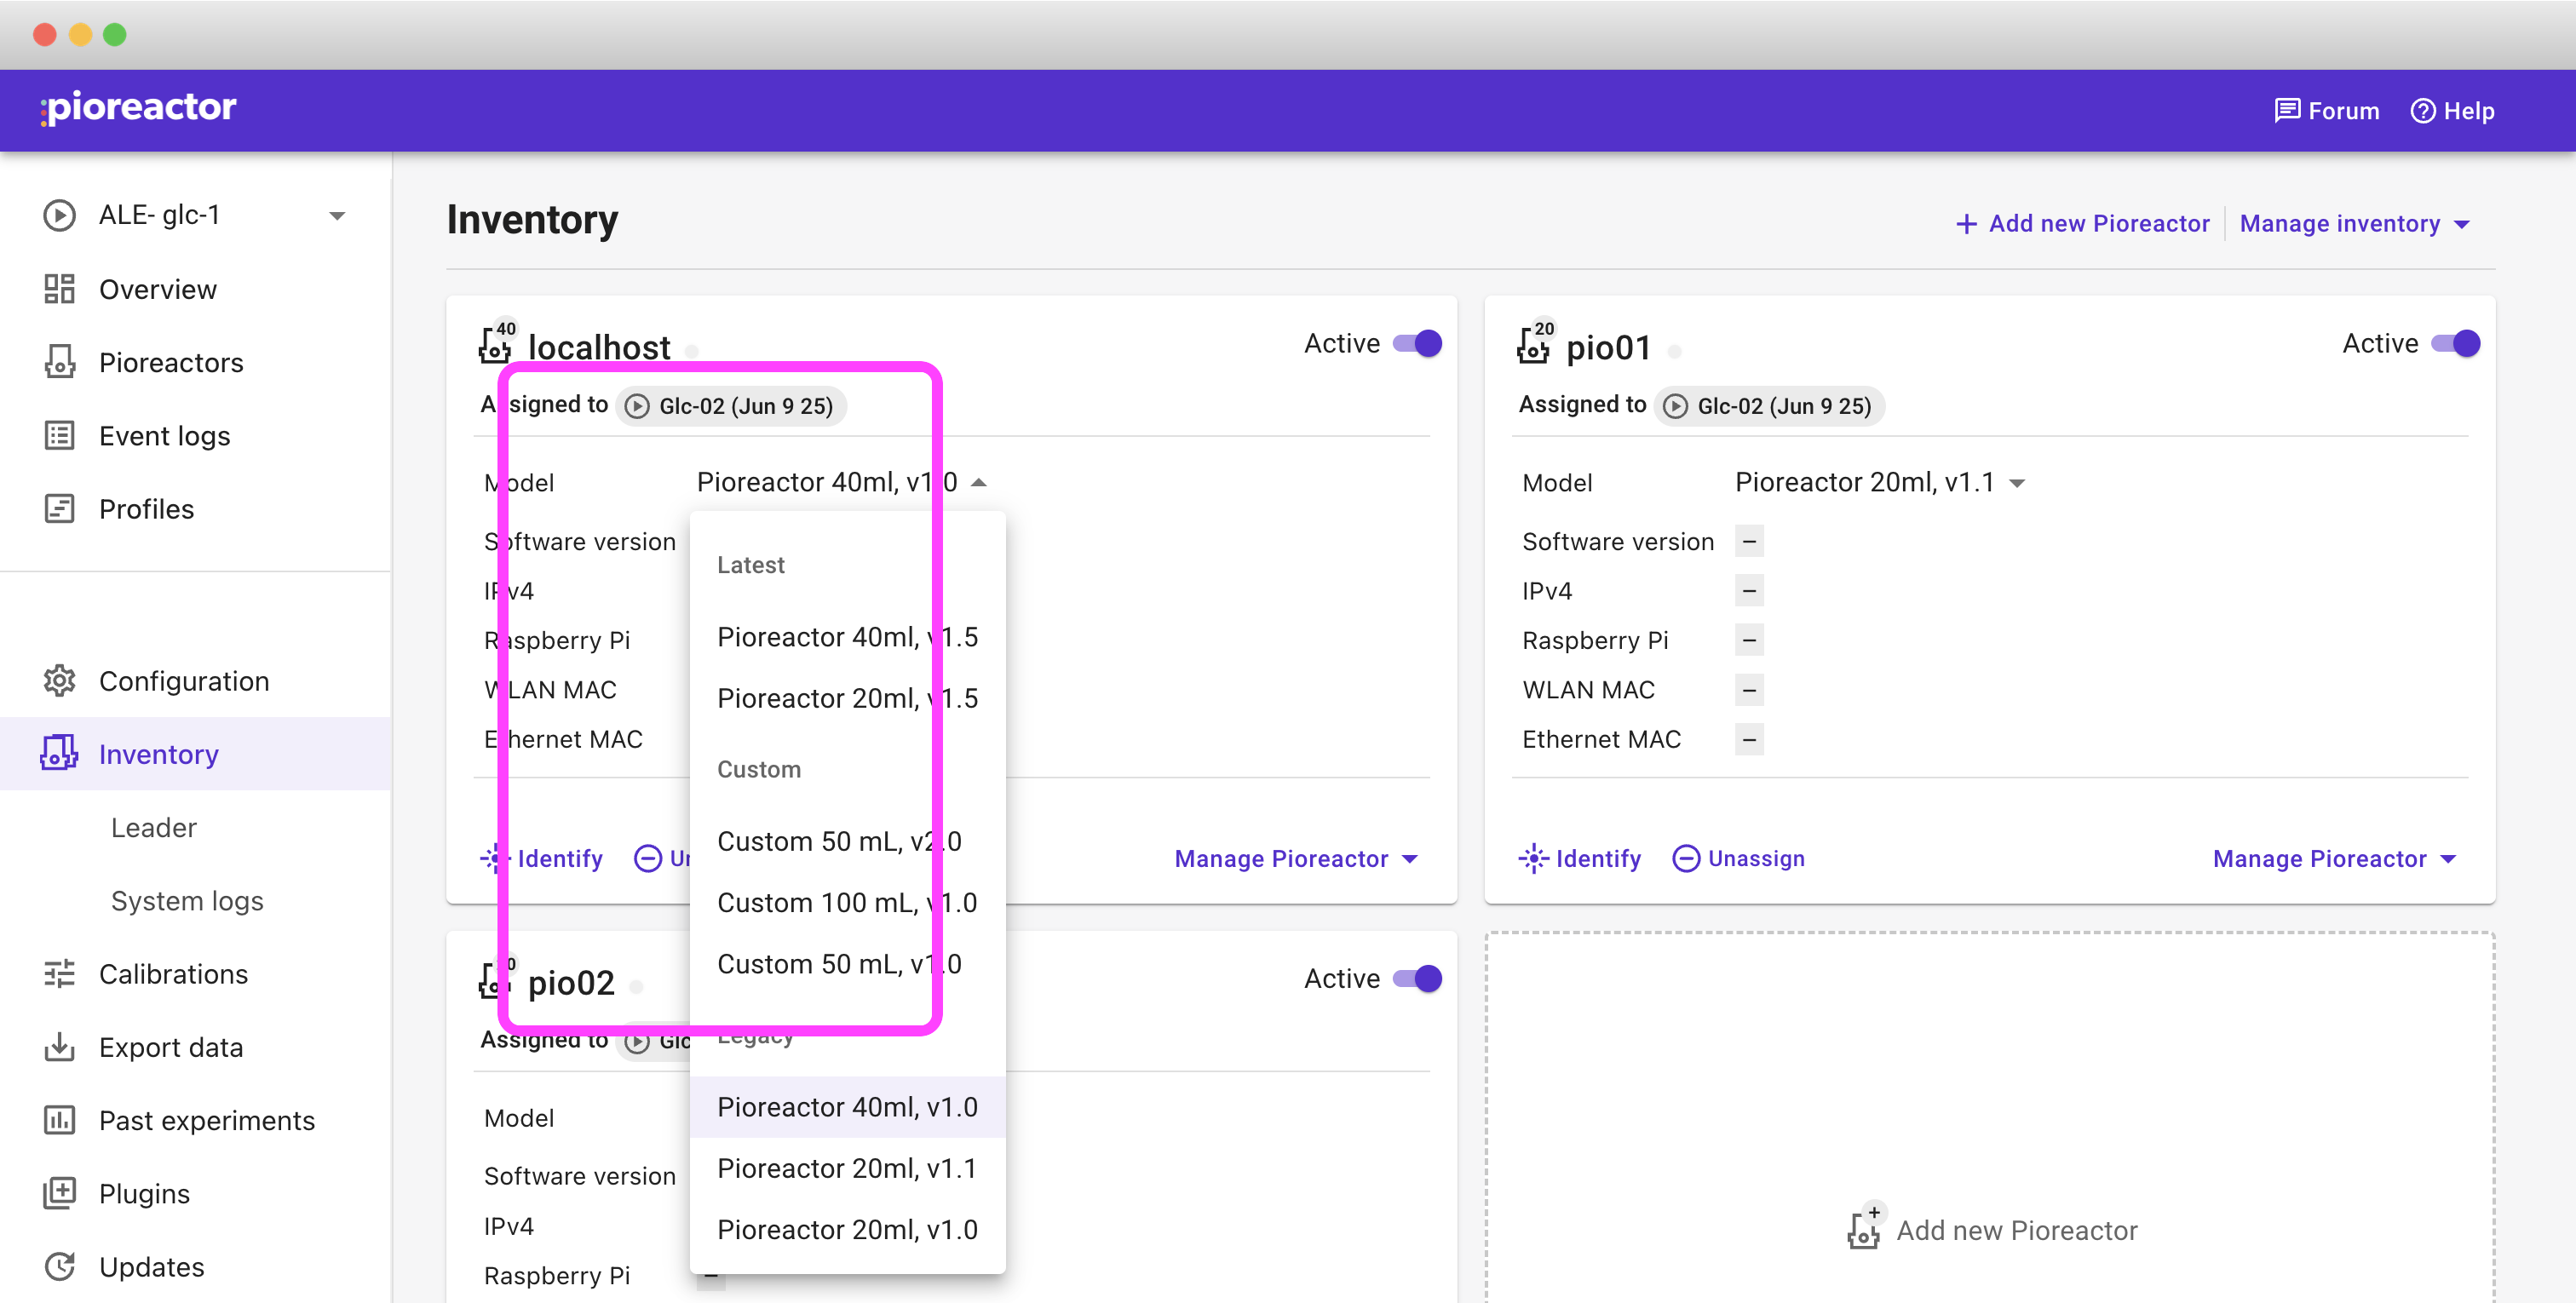 pioreactor
Forum
Help
ALE- glc-1
Overview
Pioreactors
Event logs
Profiles
Configuration
Inventory
Leader
System logs
Calibrations
Export data
Past experiments
Plugins
Updates
Inventory
Add new Pioreactor
Manage inventory
40
localhost
Active
Assigned to
Glc-02 (Jun 9 25)
Model
Pioreactor 40ml, v1.0
Software version
IPv4
Raspberry Pi
WLAN MAC
Ethernet MAC
Identify
Manage Pioreactor
Latest
Pioreactor 40ml, v1.5
Pioreactor 20ml, v1.5
Custom
Custom 50 mL, v2.0
Custom 100 mL, v1.0
Custom 50 mL, v1.0
Legacy
Pioreactor 40ml, v1.0
Pioreactor 20ml, v1.1
Pioreactor 20ml, v1.0
20
pio01
Active
Assigned to
Glc-02 (Jun 9 25)
Model
Pioreactor 20ml, v1.1
Software version
–
IPv4
–
Raspberry Pi
–
WLAN MAC
–
Ethernet MAC
–
Identify
Unassign
Manage Pioreactor
pio02
Active
Assigned to
Glc
Model
Software version
IPv4
Raspberry Pi
Add new Pioreactor